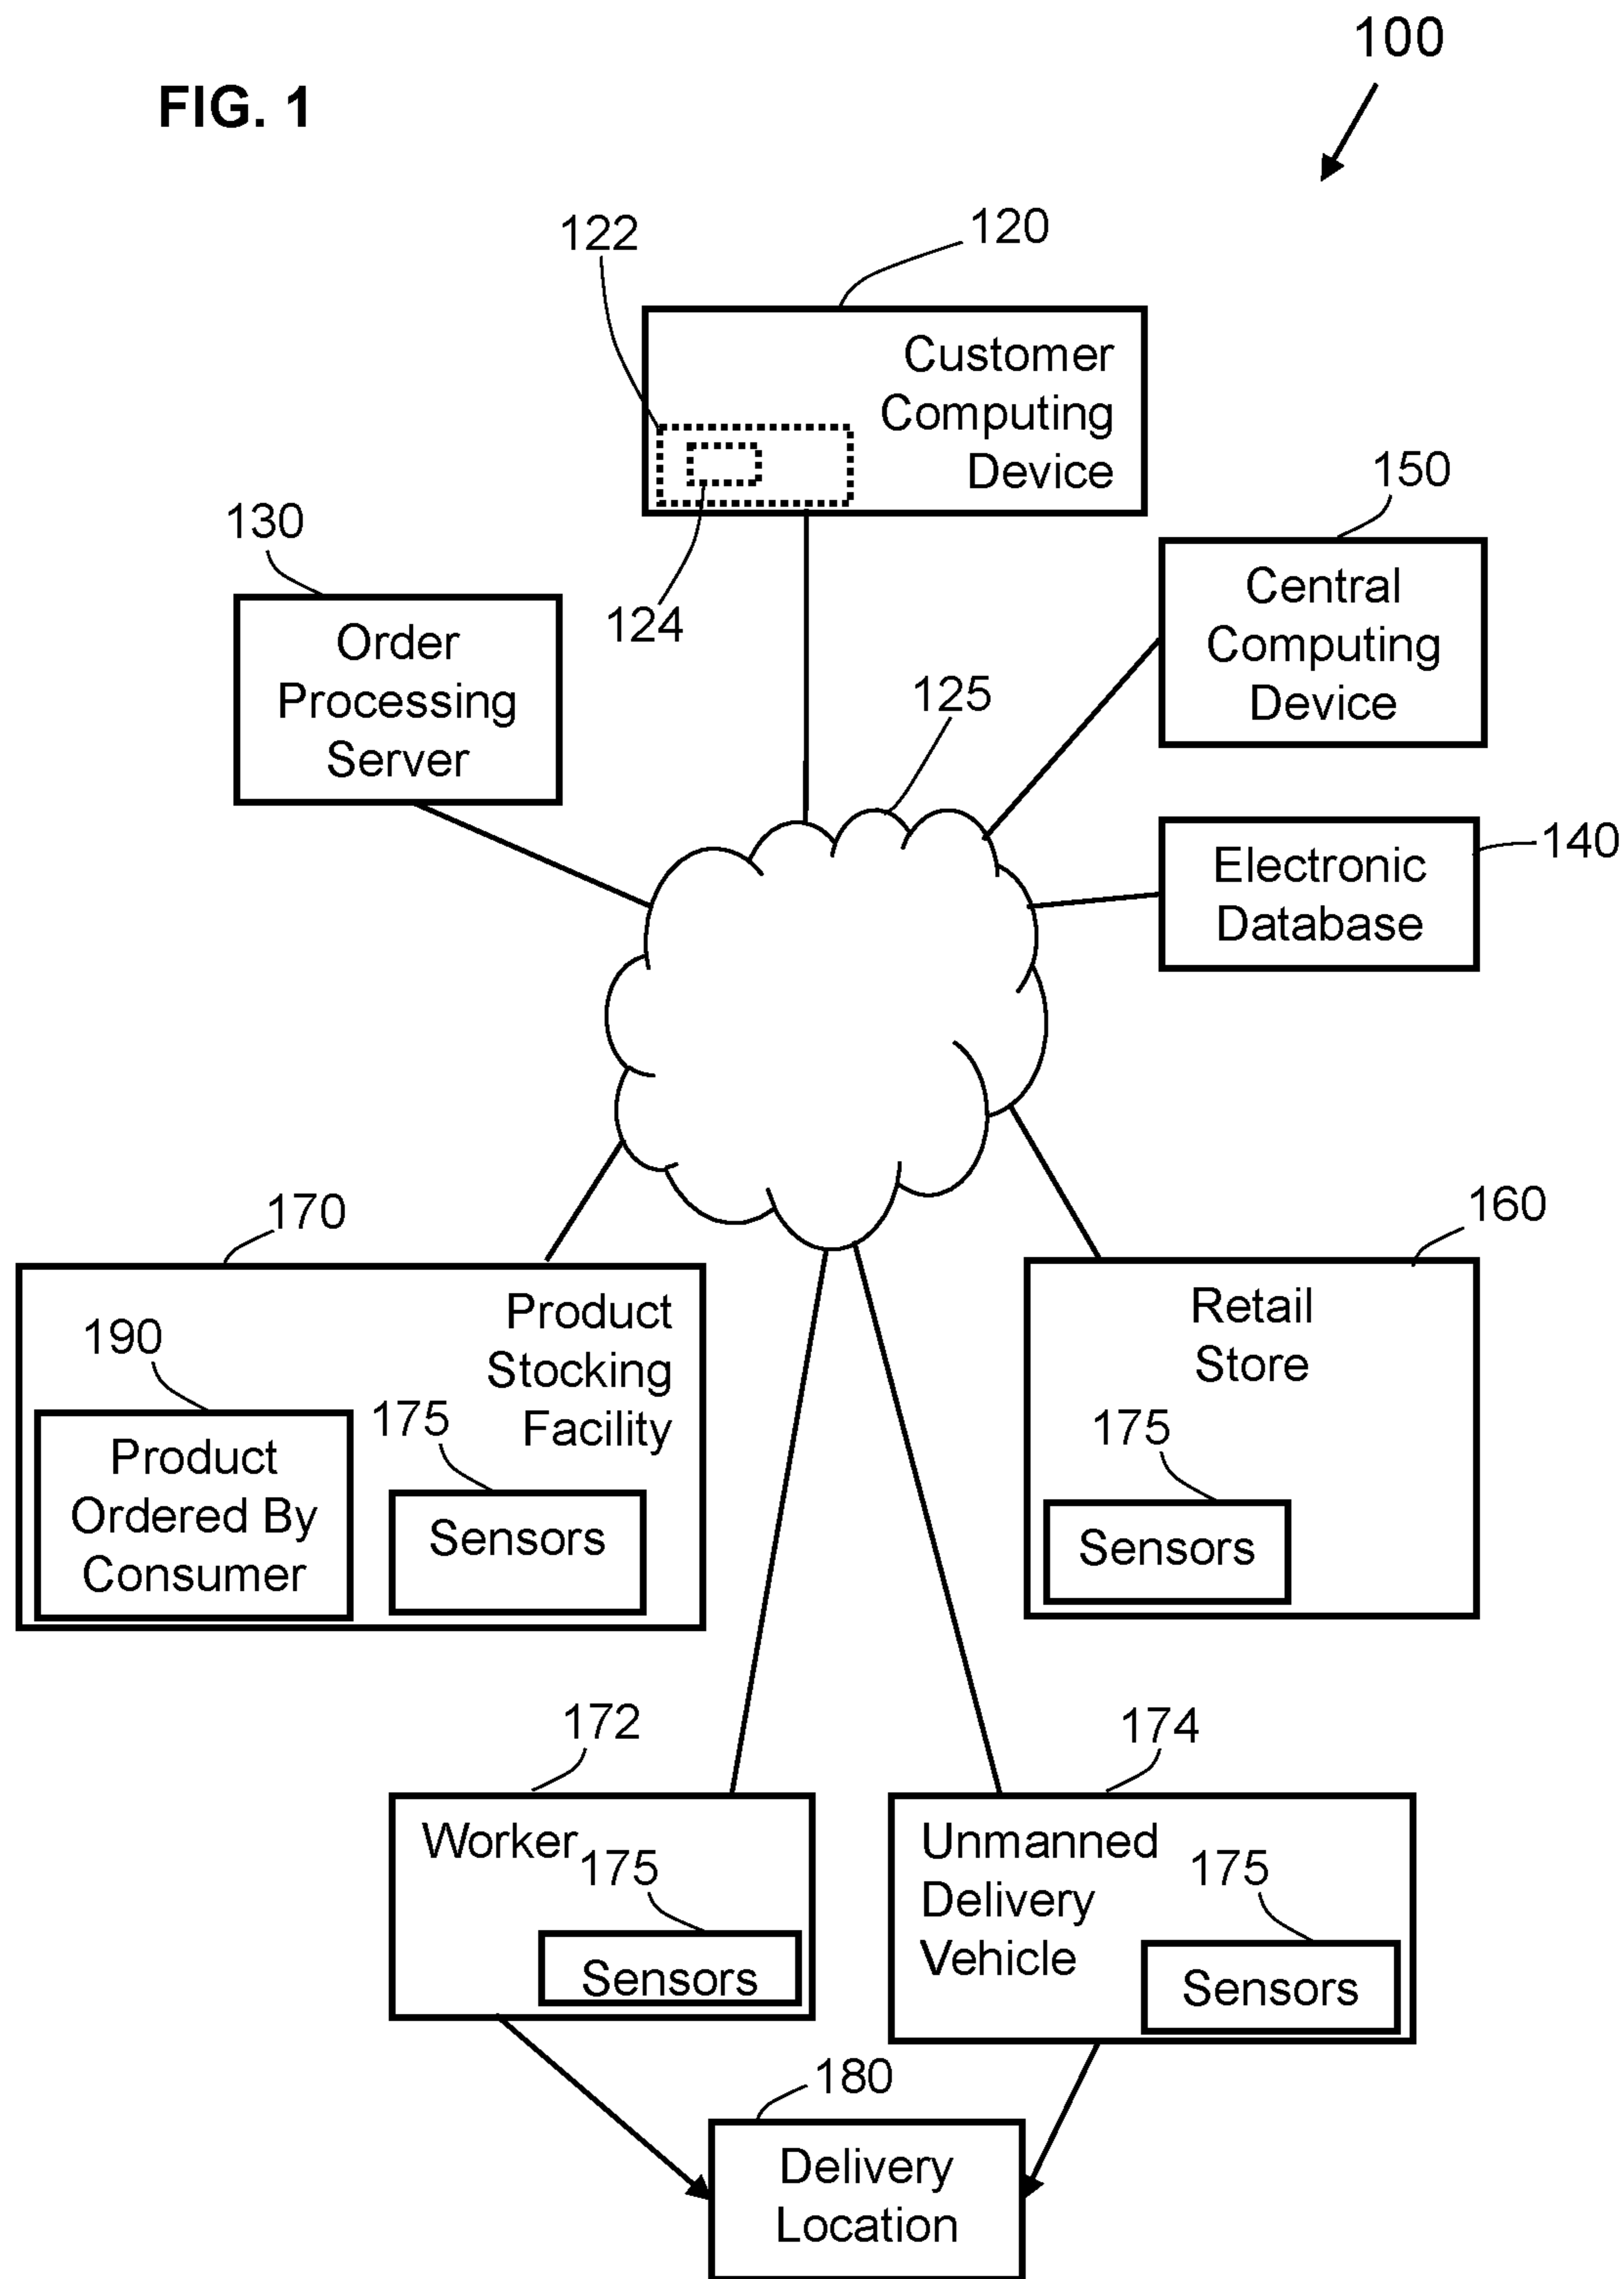 100
FIG. 1
122
120
Customer
Computing
Device
124
130
Order
Processing
Server
150
Central
Computing
Device
125
140
Electronic
Database
170
Product
Stocking
Facility
190
Product
Ordered By
Consumer
175
Sensors
160
Retail
Store
175
Sensors
172
Worker
175
Sensors
174
Unmanned
Delivery
Vehicle
175
Sensors
180
Delivery
Location